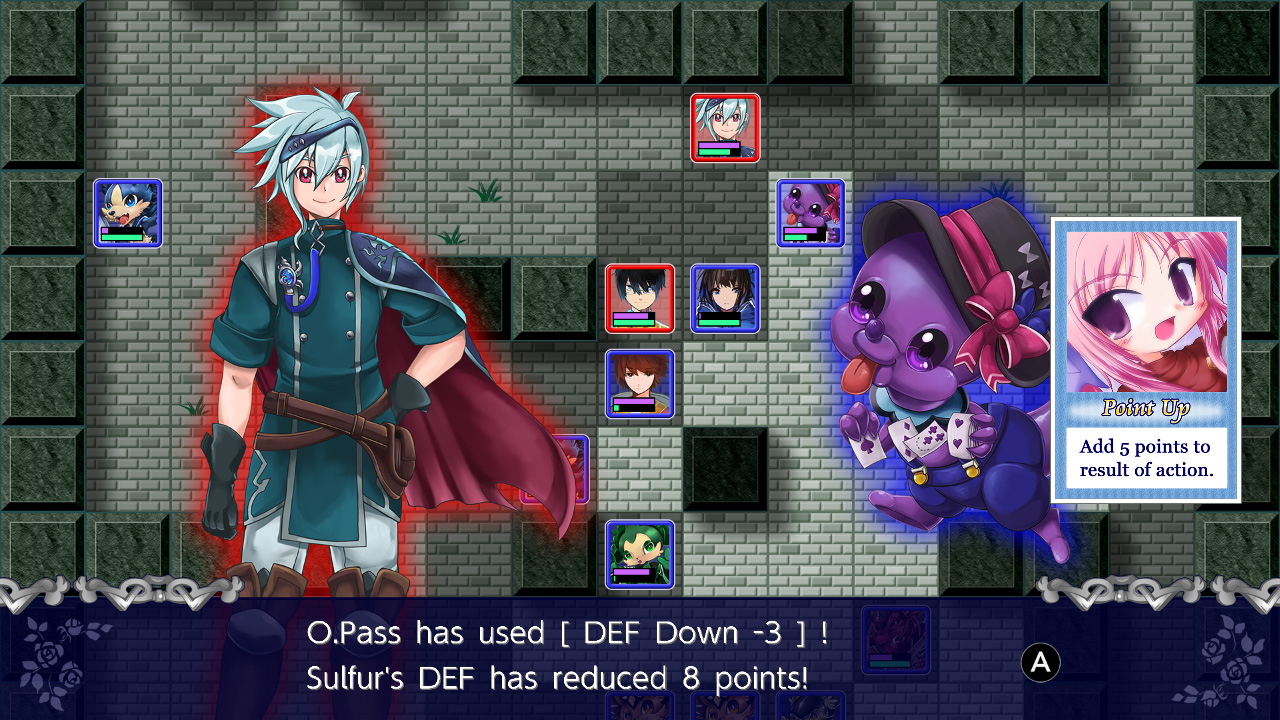 Point Up
Add 5 points to
result of action.
O.Pass has used [ DEF Down -3 ] !
Sulfur's DEF has reduced 8 points!
A